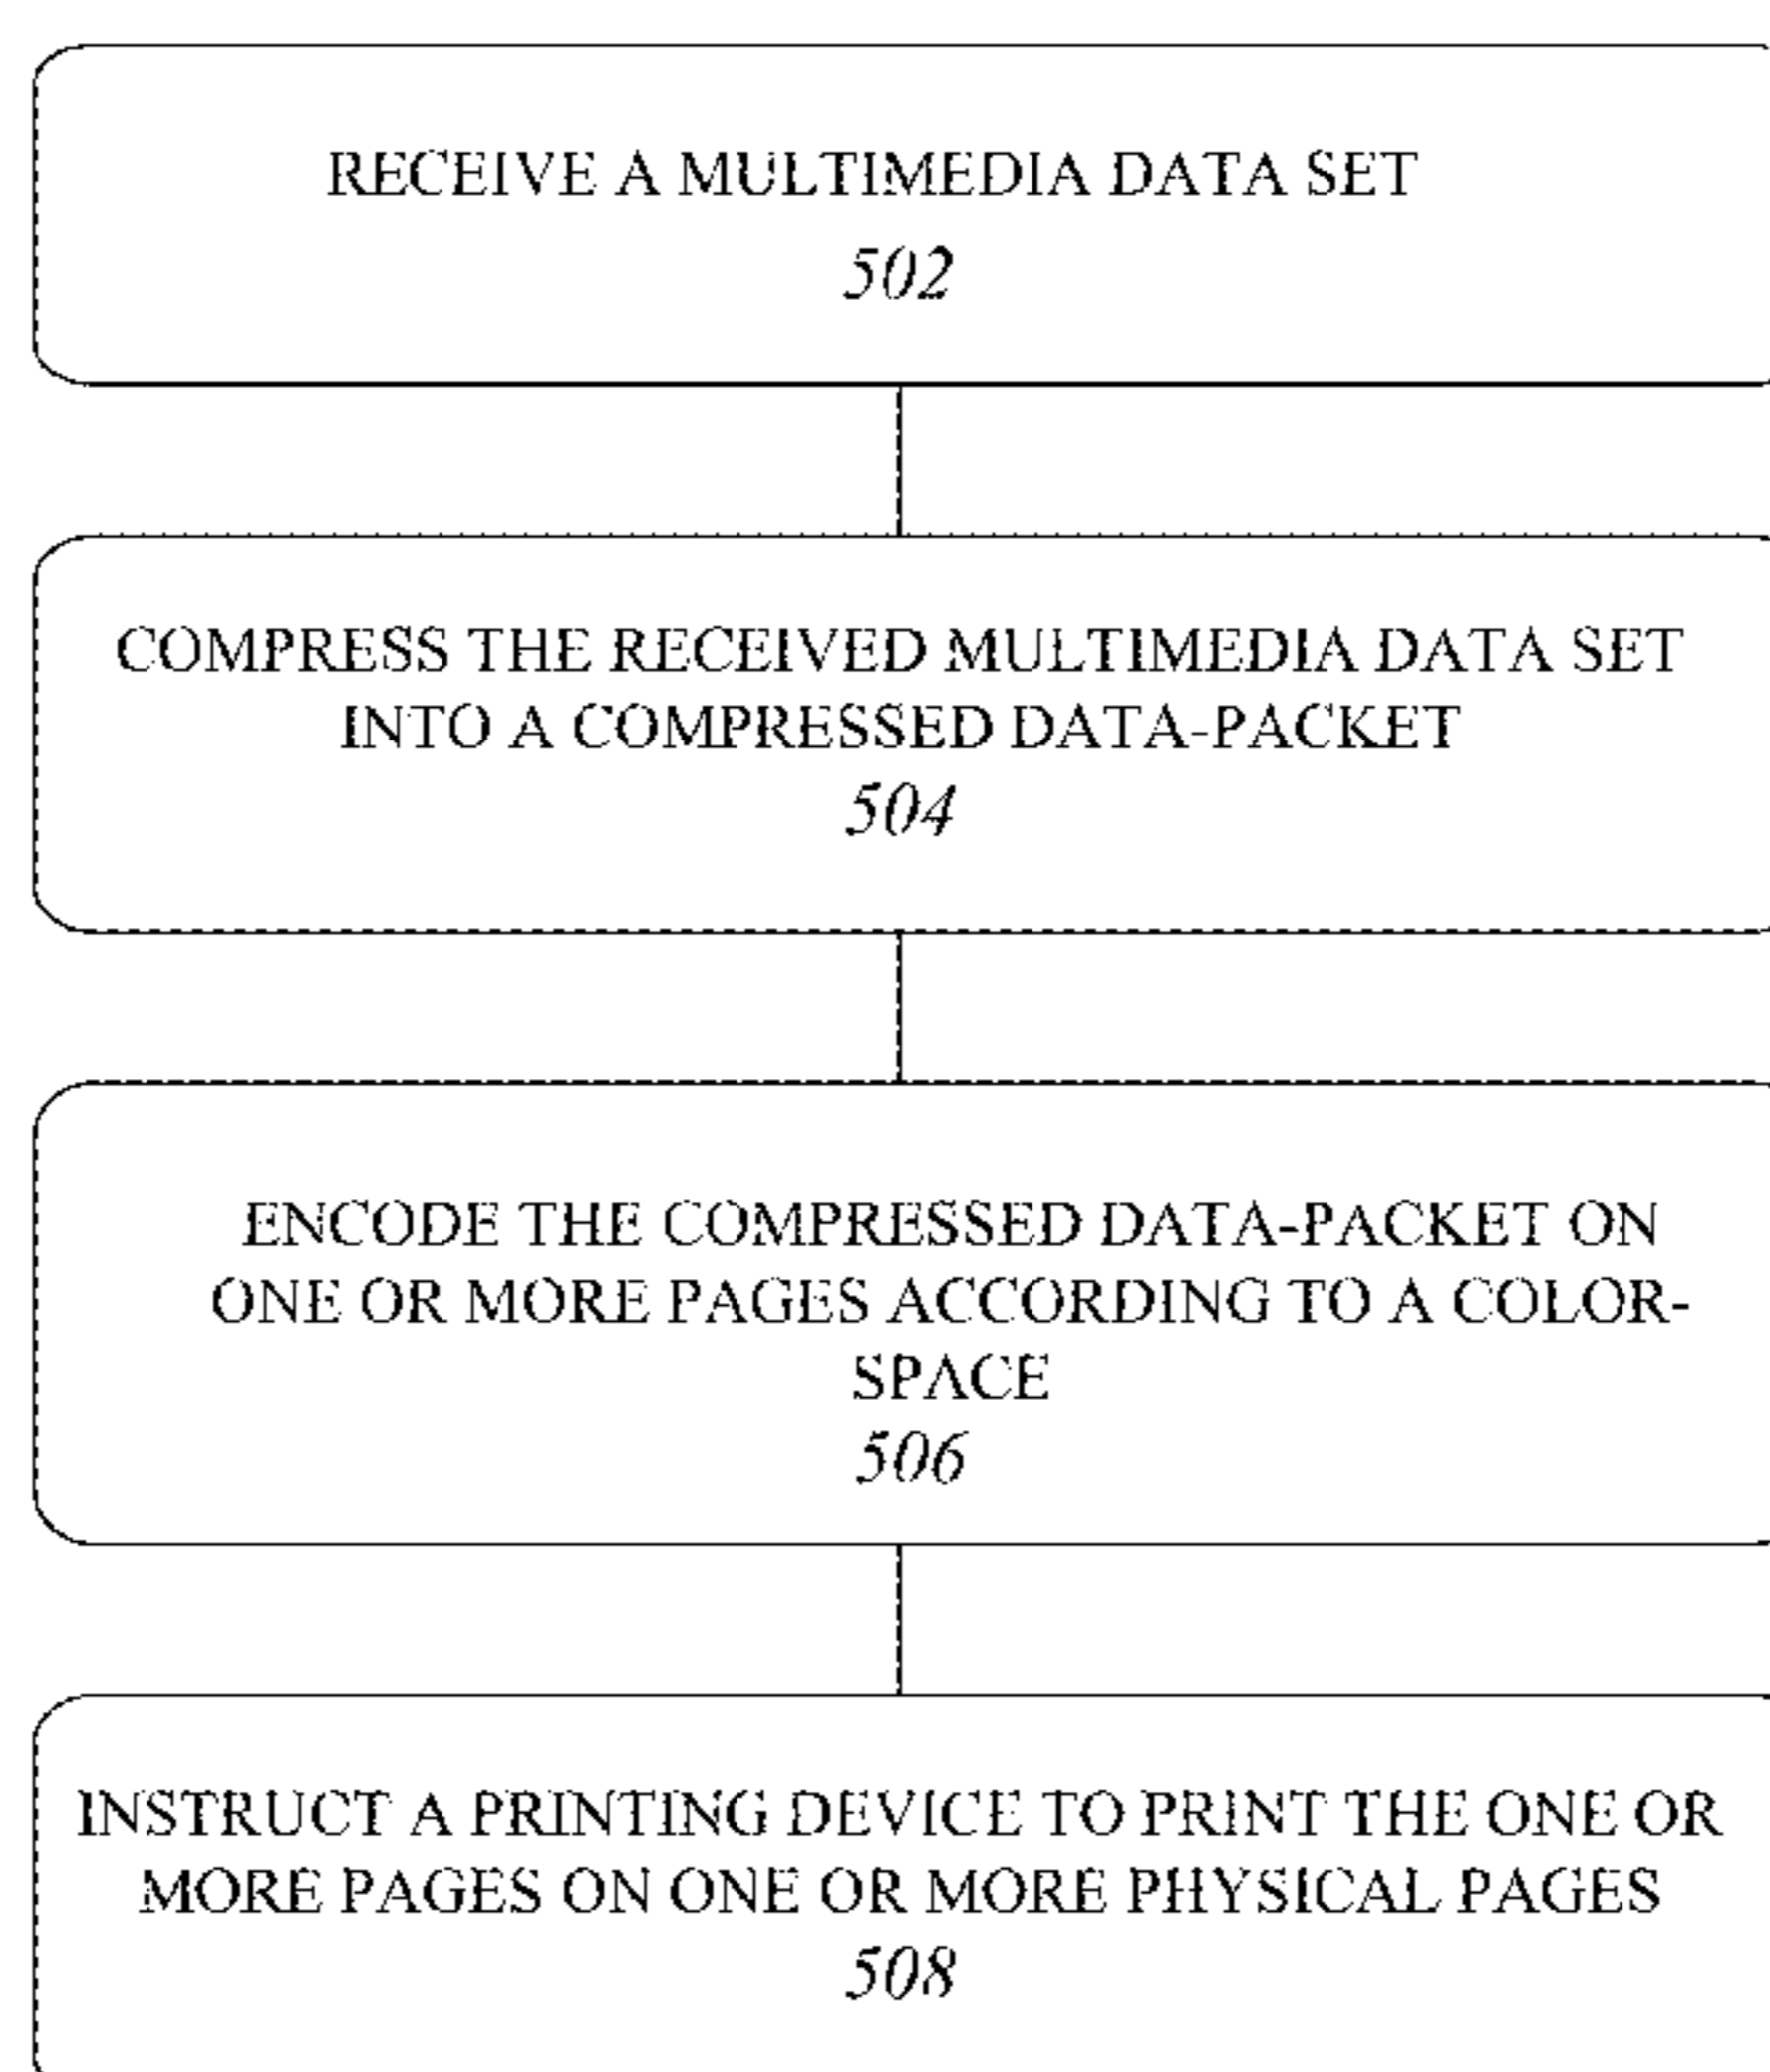 RECEIVE A MULTIMEDIA DATA SET
502
COMPRESS THE RECEIVED MULTIMEDIA DATA SET
INTO A COMPRESSED DATA-PACKET
504
ENCODE THE COMPRESSED DATA-PACKET ON
ONE OR MORE PAGES ACCORDING TO A COLOR-
SPACE
506
INSTRUCT A PRINTING DEVICE TO PRINT THE ONE OR
MORE PAGES ON ONE OR MORE PHYSICAL PAGES
508